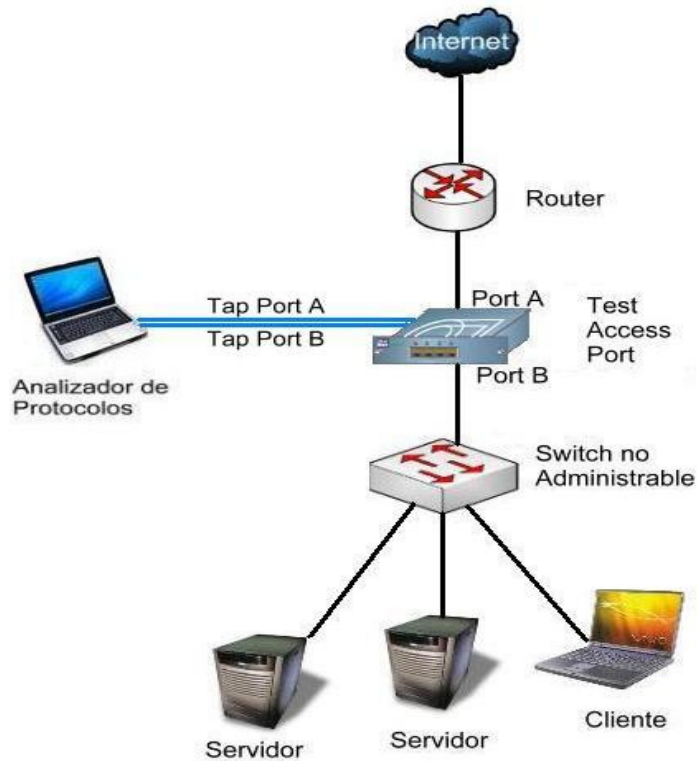 Internet
Router
Tap Port A
Tap Port B
Port A
Port B
Test
Access
Port
Analizador de
Protocolos
Switch no
Administrable
Servidor
Servidor
Cliente